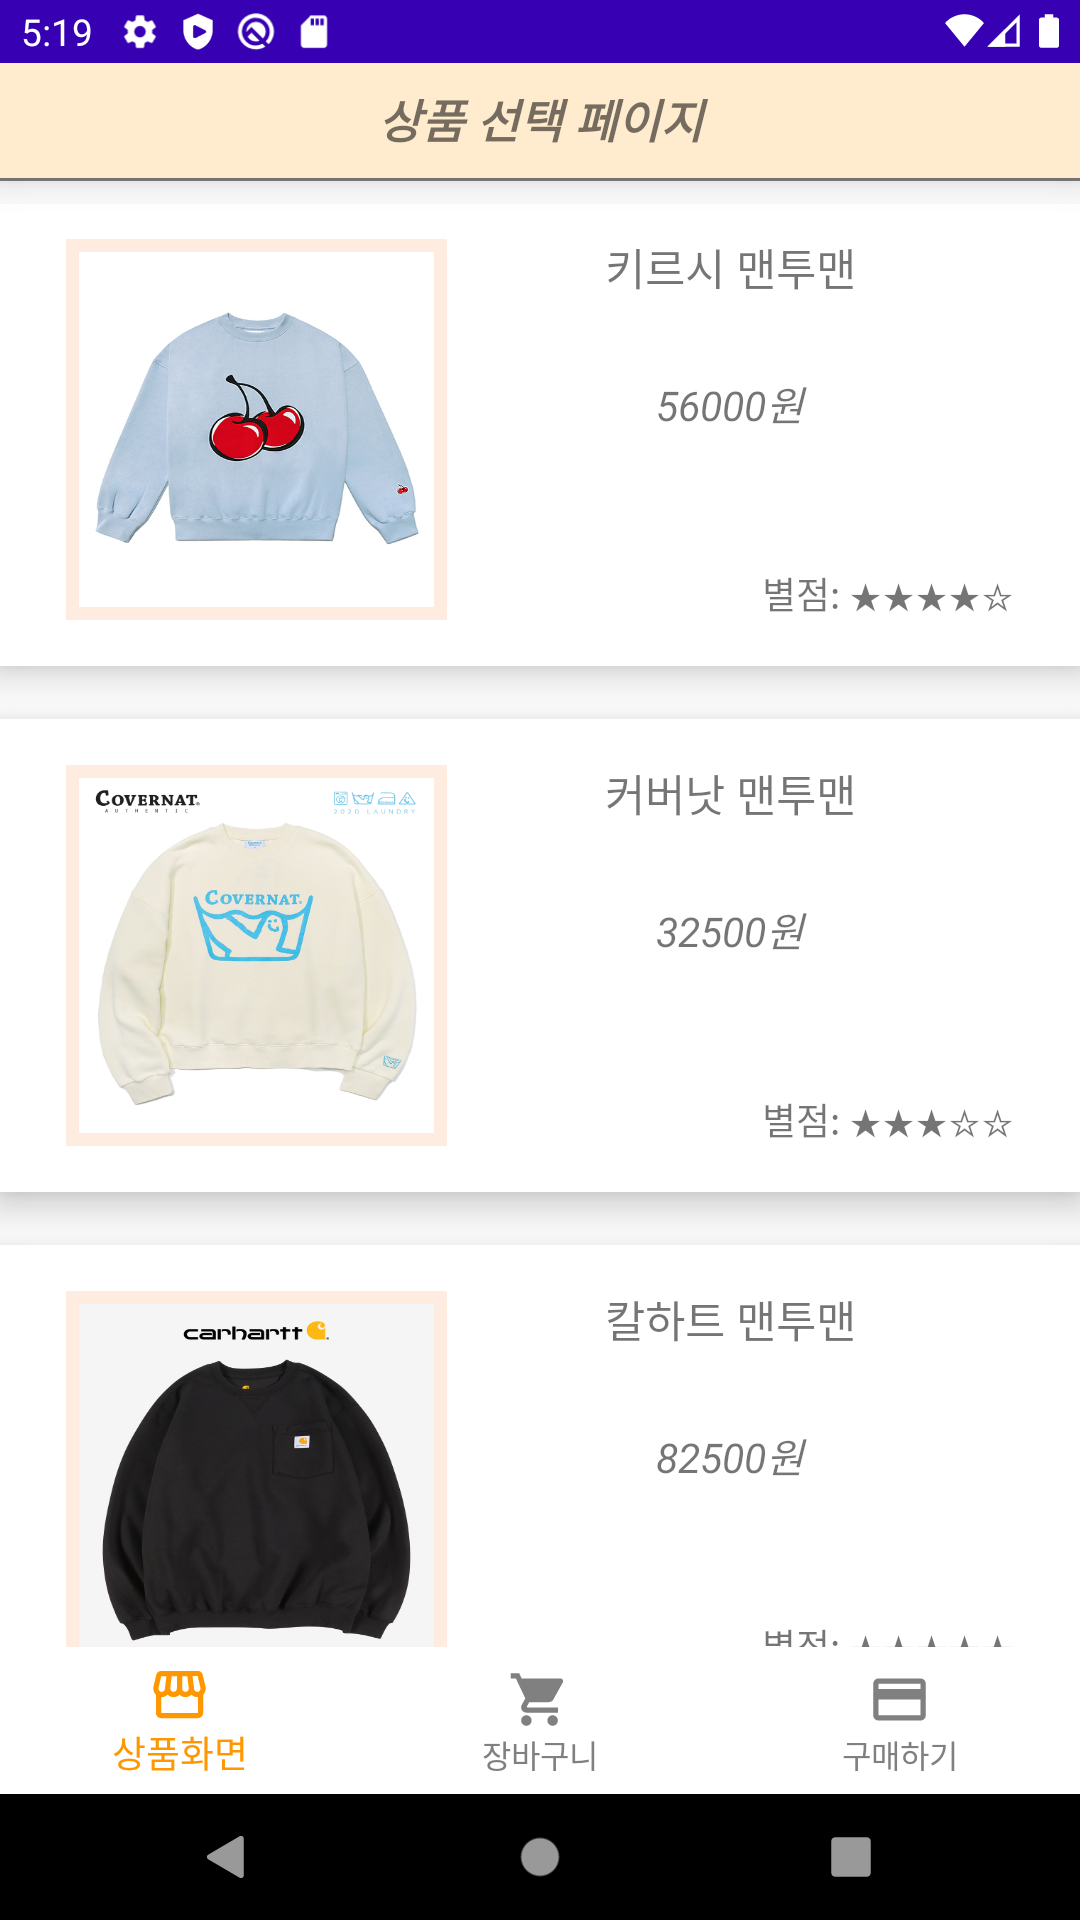 5:19
상품 선택 페이지
키르시 맨투맨
56000원
별점: ★★★★☆
COVERNAT
AUTHENTIC
2020 LAUNDRY
COVERNAT
커버낫 맨투맨
32500원
별점: ★★★☆☆
carhartt
칼하트 맨투맨
82500원
별점: ★★★★★
상품화면
장바구니
구매하기